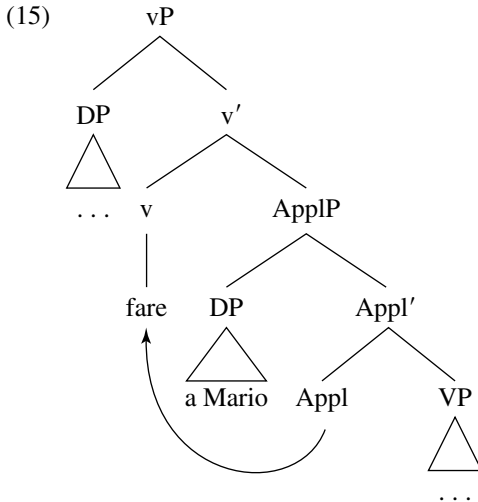 (15) vP
DP v′
. . . v ApplP
fare DP Appl′
a Mario Appl VP
. . .